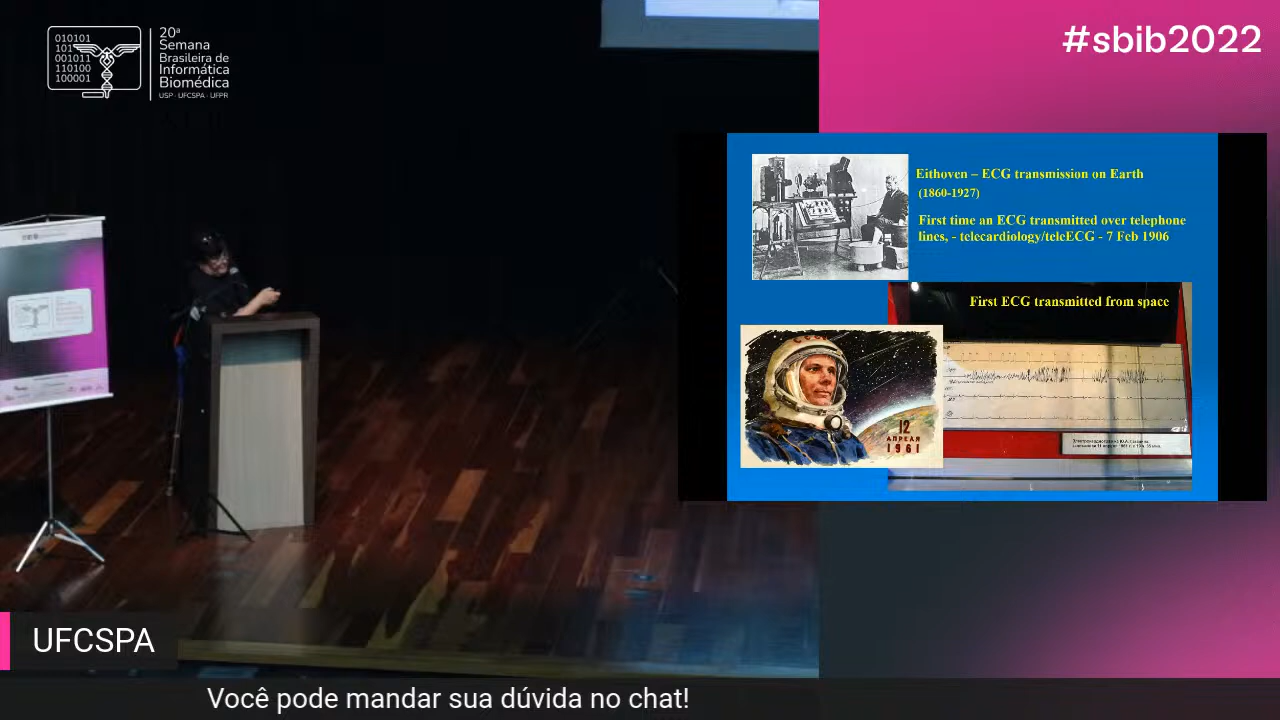 010101
101
001011
110100
100001
20ª
Semana
Brasileira de
Informática
Biomédica
USP - UFCSPA - UFPR
#sbib2022
Eithoven – ECG transmission on Earth
(1860-1927)
First time an ECG transmitted over telephone
lines, - telecardiology/teleECG - 7 Feb 1906
First ECG transmitted from space
12
АПРЕЛЯ
1961
UFCSPA
Você pode mandar sua dúvida no chat!